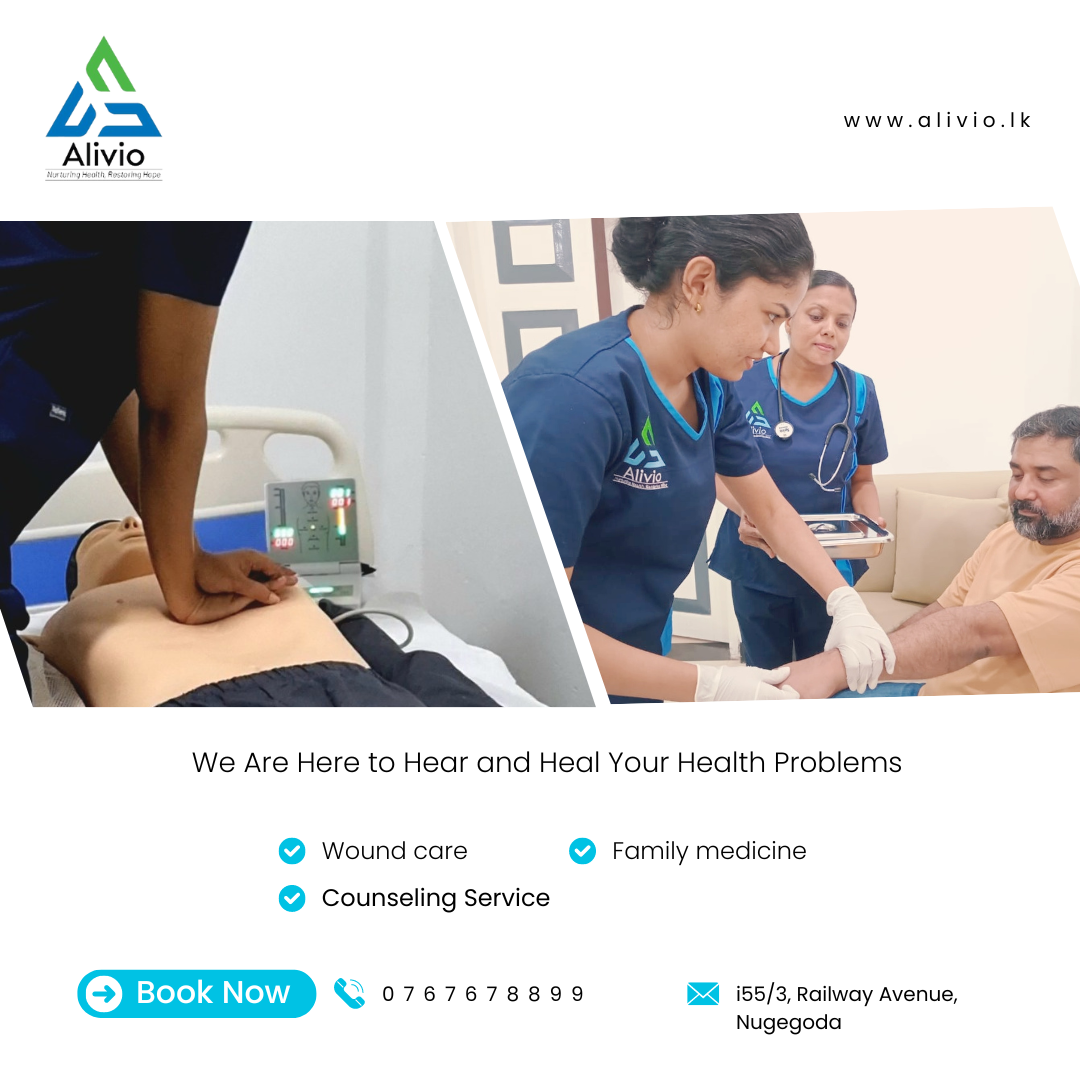 Alivio
Nurturing Health, Restoring Hope
www.alivio.lk
Alivio
We Are Here to Hear and Heal Your Health Problems
Wound care
Family medicine
Counseling Service
Book Now
0767678899
i55/3, Railway Avenue,
Nugegoda